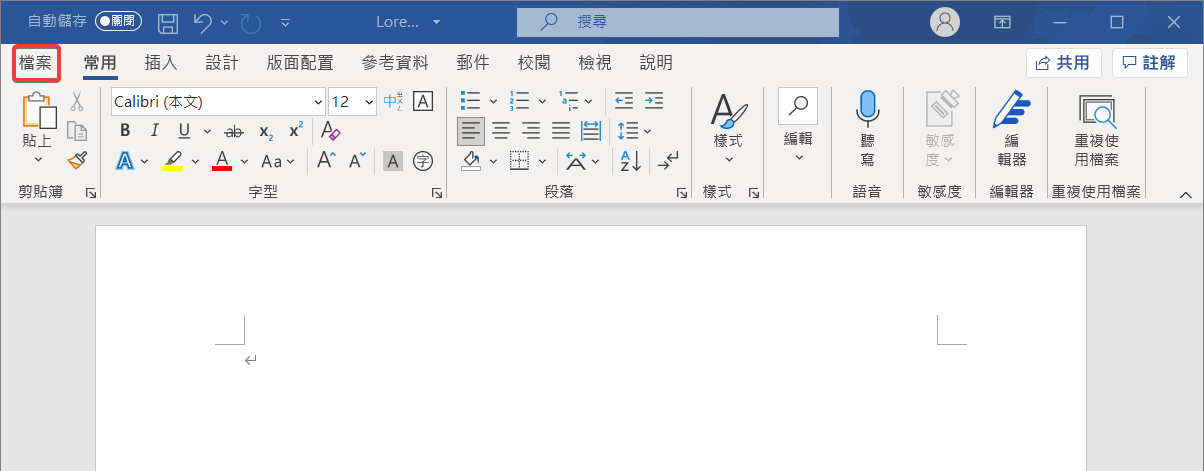 自動儲存 關閉 Lore... 搜尋
檔案 常用 插入 設計 版面配置 參考資料 郵件 校閱 檢視 說明 共用 註解
貼上
Calibri (本文) 12 A
B I U ab x₂ x² A
A A Aa A A A 字
樣式
編輯
聽
寫
敏感
度
編
輯器
重複使
用檔案
剪貼簿 字型 段落 樣式 語音 敏感度 編輯器 重複使用檔案